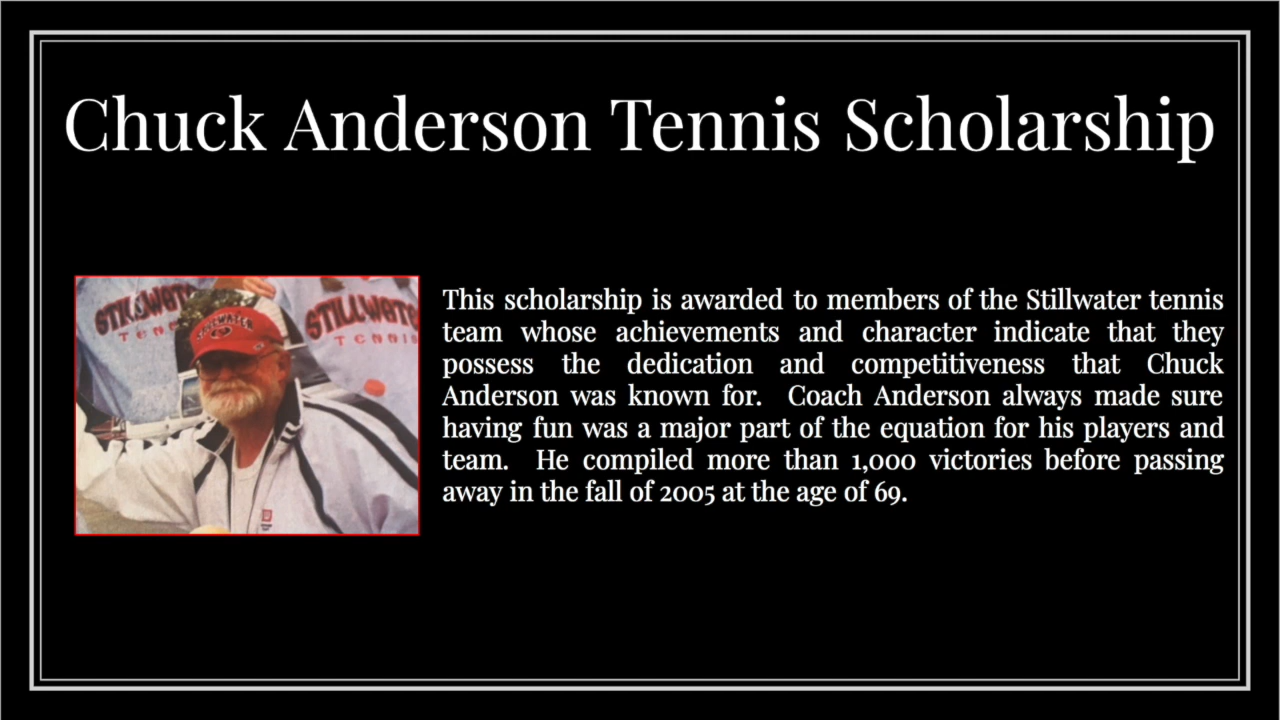 Chuck Anderson Tennis Scholarship
STILLWATER
STILLWATE
TENNIS
This scholarship is awarded to members of the Stillwater tennis
team whose achievements and character indicate that they
possess the dedication and competitiveness that Chuck
Anderson was known for.  Coach Anderson always made sure
having fun was a major part of the equation for his players and
team.  He compiled more than 1,000 victories before passing
away in the fall of 2005 at the age of 69.